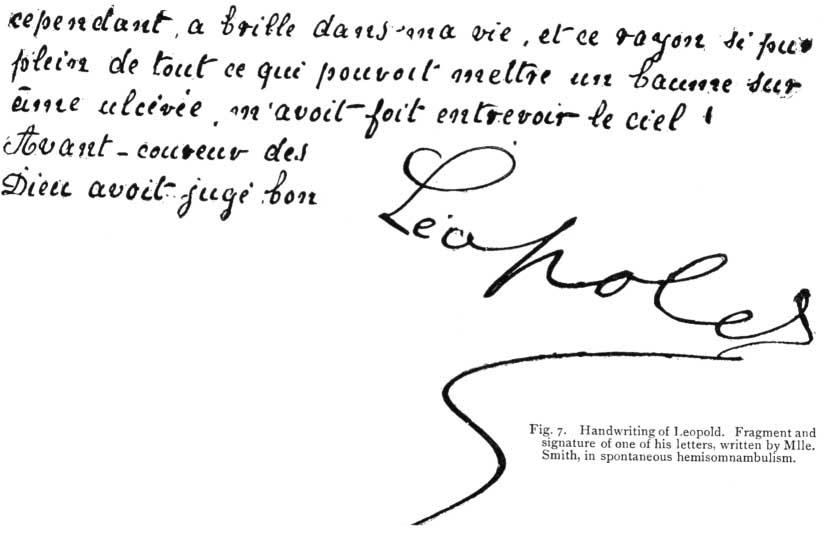 cependant, a brille dans ma vie, et ce rayon si pur
plein de tout ce qui pouvoit mettre un baume sur
âme ulcérée, m'avoit-foit entrevoir le ciel !
Avant-coureur des
Dieu avoit-jugé bon
Léopold
Fig. 7. Handwriting of Leopold. Fragment and
signature of one of his letters, written by Mlle.
Smith, in spontaneous hemisomnambulism.